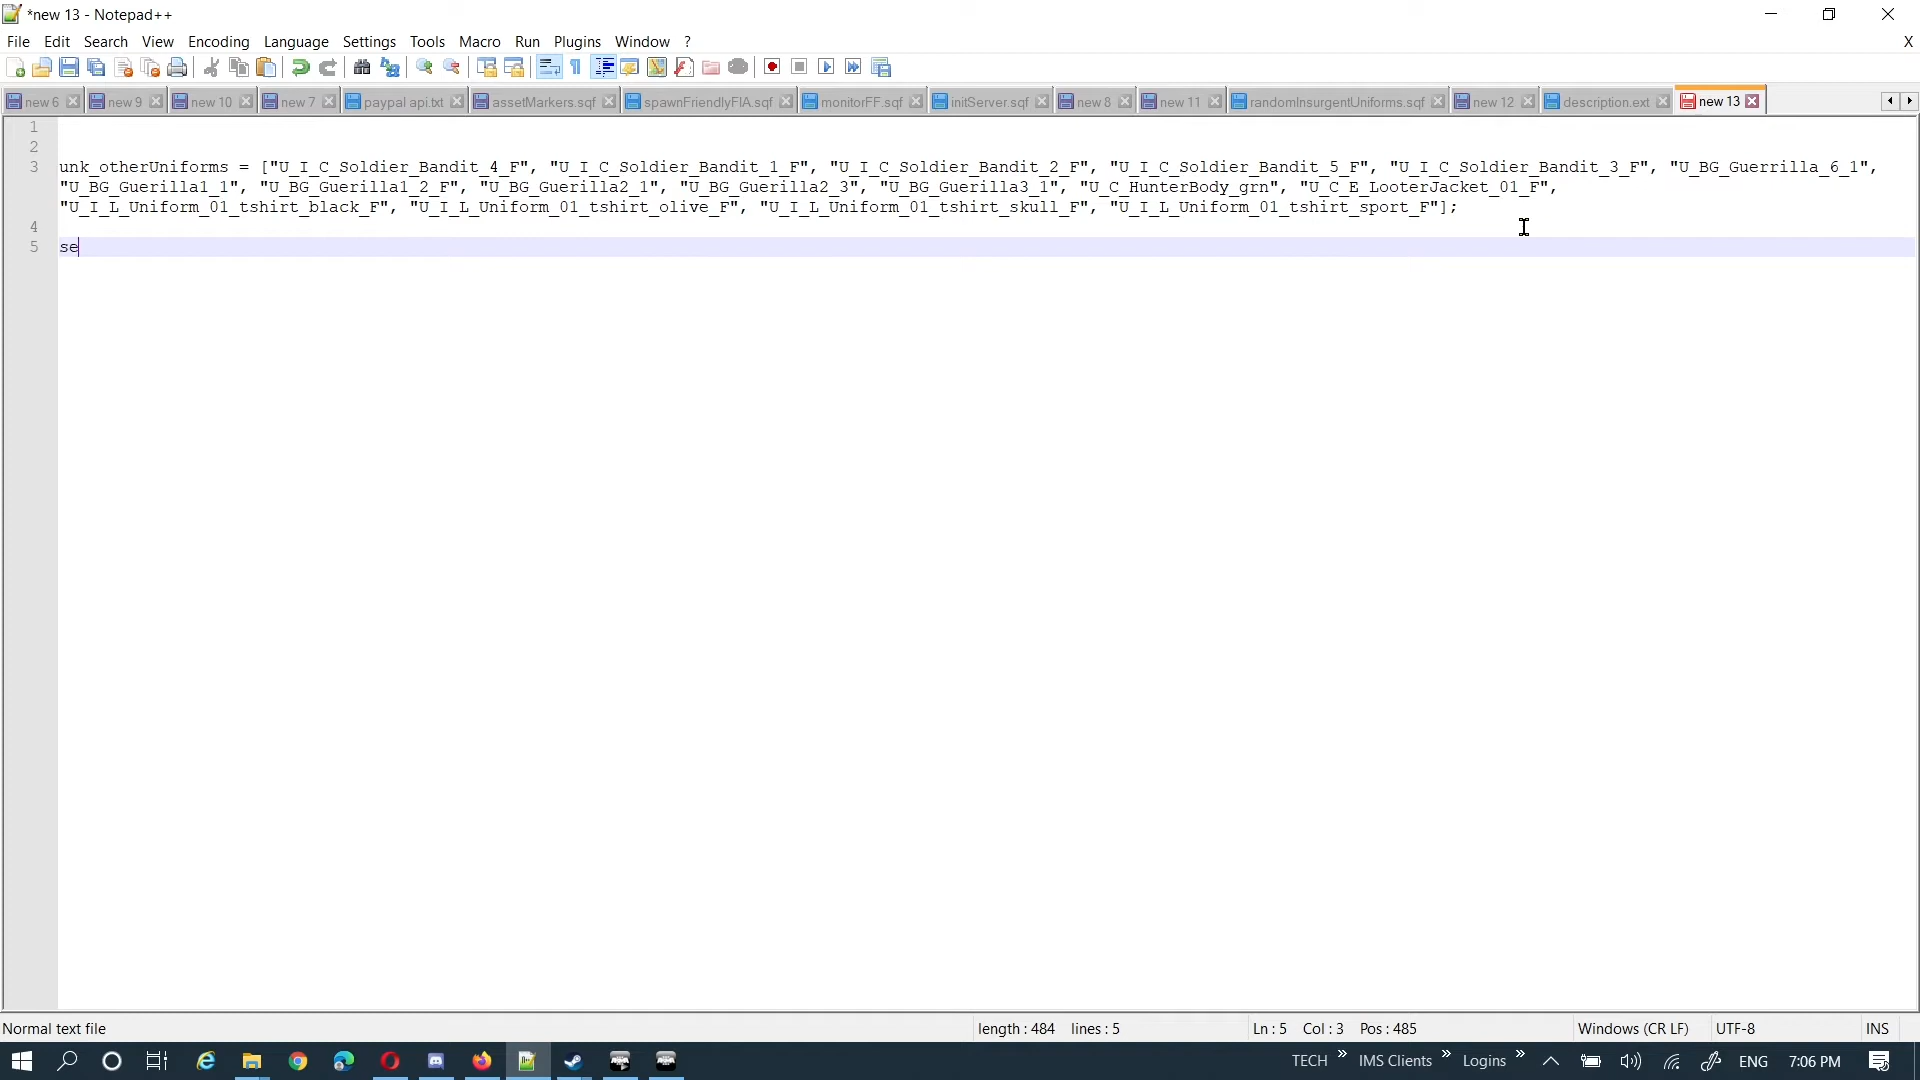 *new 13 - Notepad++
File Edit Search View Encoding Language Settings Tools Macro Run Plugins Window ? X
new 6 new 9 new 10 new 7 paypal api.txt assetMarkers.sqf spawnFriendlyFIA.sqf monitorFF.sqf initServer.sqf new 8 new 11 randomInsurgentUniforms.sqf new 12 description.ext new 13
1
2
3 unk_otherUniforms = ["U_I_C_Soldier_Bandit_4_F", "U_I_C_Soldier_Bandit_1_F", "U_I_C_Soldier_Bandit_2_F", "U_I_C_Soldier_Bandit_5_F", "U_I_C_Soldier_Bandit_3_F", "U_BG_Guerrilla_6_1",
"U_BG_Guerilla1_1", "U_BG_Guerilla1_2_F", "U_BG_Guerilla2_1", "U_BG_Guerilla2_3", "U_BG_Guerilla3_1", "U_C_HunterBody_grn", "U_C_E_LooterJacket_01_F",
"U_I_L_Uniform_01_tshirt_black_F", "U_I_L_Uniform_01_tshirt_olive_F", "U_I_L_Uniform_01_tshirt_skull_F", "U_I_L_Uniform_01_tshirt_sport_F"];
4
5 se
Normal text file length : 484 lines : 5 Ln : 5 Col : 3 Pos : 485 Windows (CR LF) UTF-8 INS
TECH » IMS Clients » Logins » ENG 7:06 PM